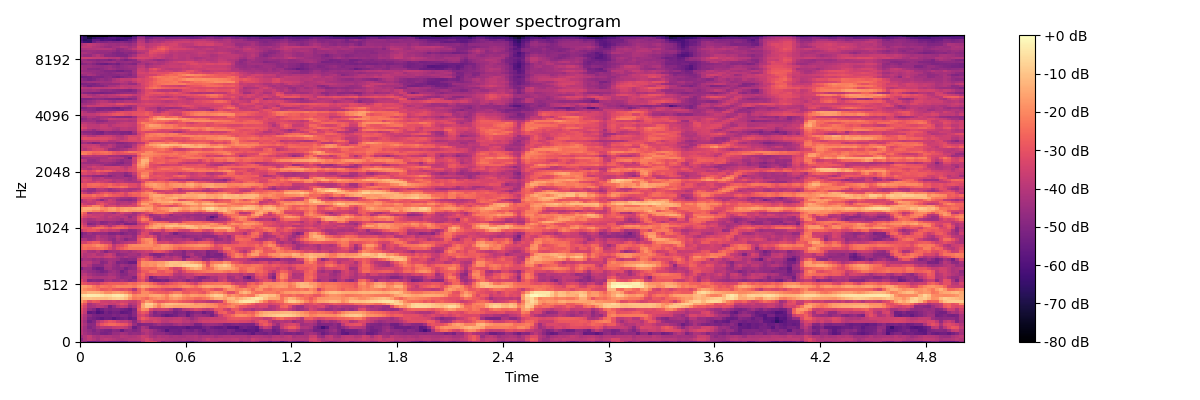 mel power spectrogram
Hz
8192
4096
2048
1024
512
0
0 0.6 1.2 1.8 2.4 3 3.6 4.2 4.8
Time
+0 dB
-10 dB
-20 dB
-30 dB
-40 dB
-50 dB
-60 dB
-70 dB
-80 dB